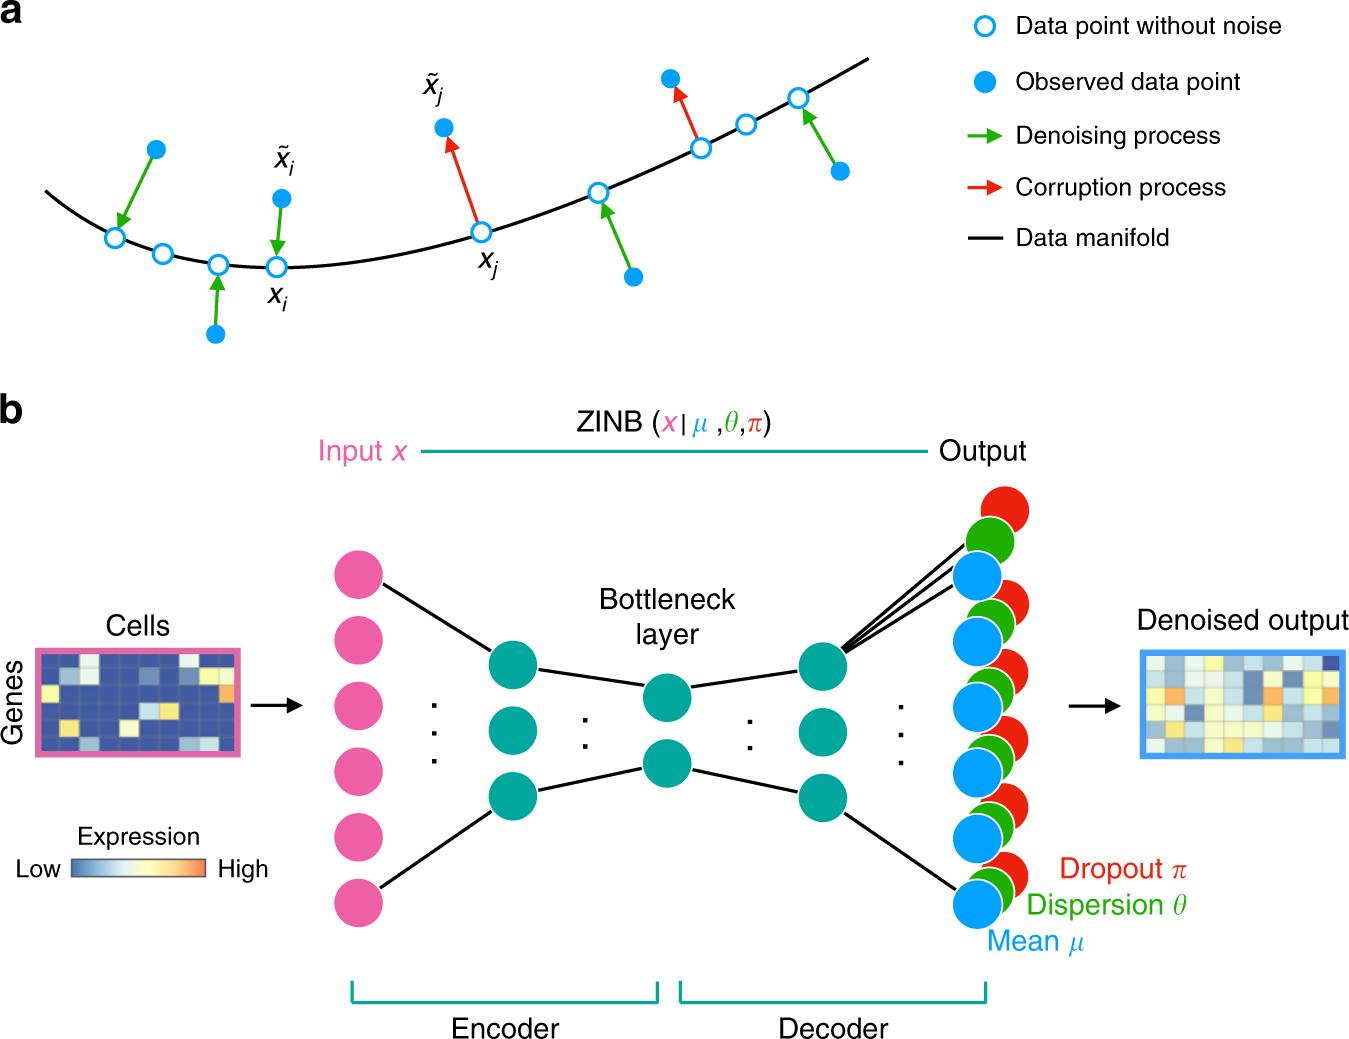 a
Data point without noise
Observed data point
Denoising process
Corruption process
Data manifold
x̃j
x̃i
xj
xi
b
ZINB (x| μ ,θ,π)
Input x
Output
Bottleneck
layer
Cells
Genes
Denoised output
Expression
Low
High
Dropout π
Dispersion θ
Mean μ
Encoder
Decoder